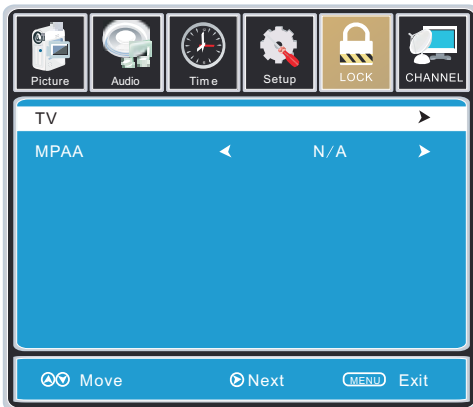 Picture Audio Time Setup LOCK CHANNEL
TV
MPAA N/A
Move Next MENU Exit